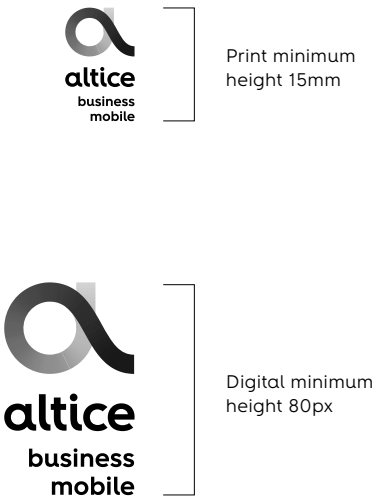 altice
business
mobile
Print minimum
height 15mm
altice
business
mobile
Digital minimum
height 80px